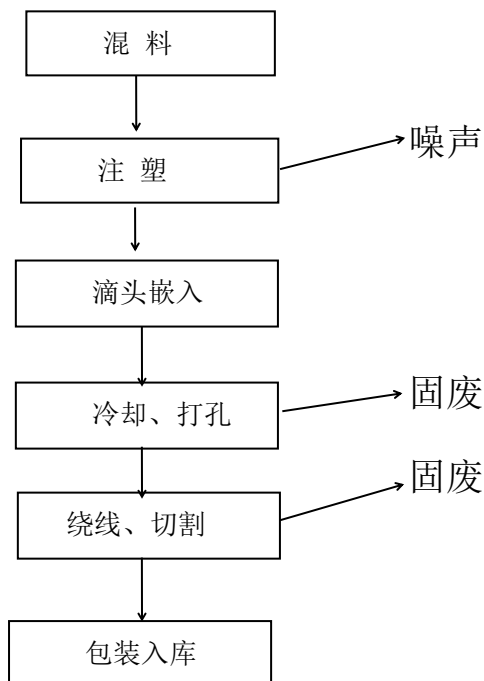 混 料
注 塑
噪声
滴头嵌入
冷却、打孔
固废
绕线、切割
固废
包装入库